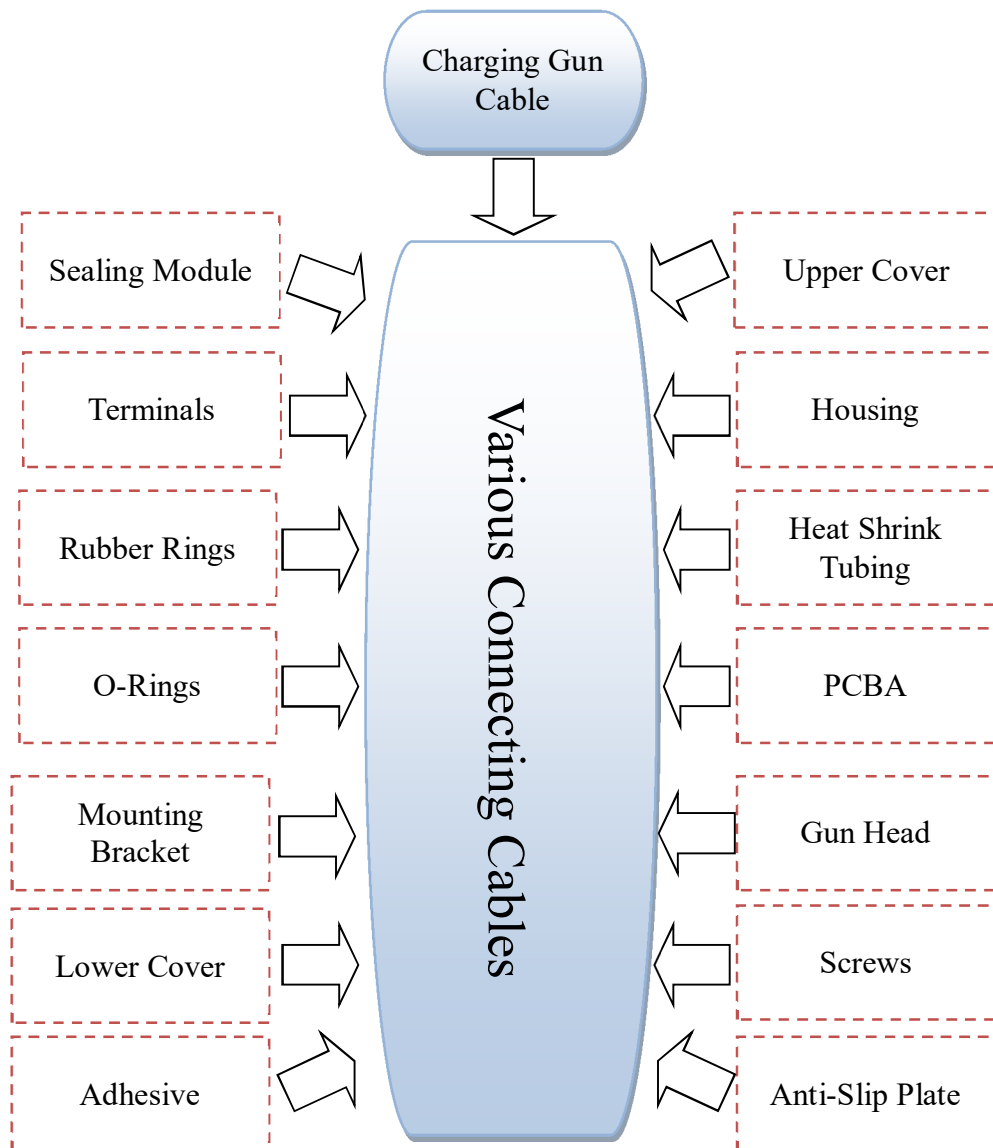 Charging Gun
Cable
Sealing Module
Upper Cover
Terminals
Housing
Rubber Rings
Heat Shrink
Tubing
O-Rings
PCBA
Mounting
Bracket
Gun Head
Lower Cover
Screws
Adhesive
Anti-Slip Plate
Various Connecting Cables